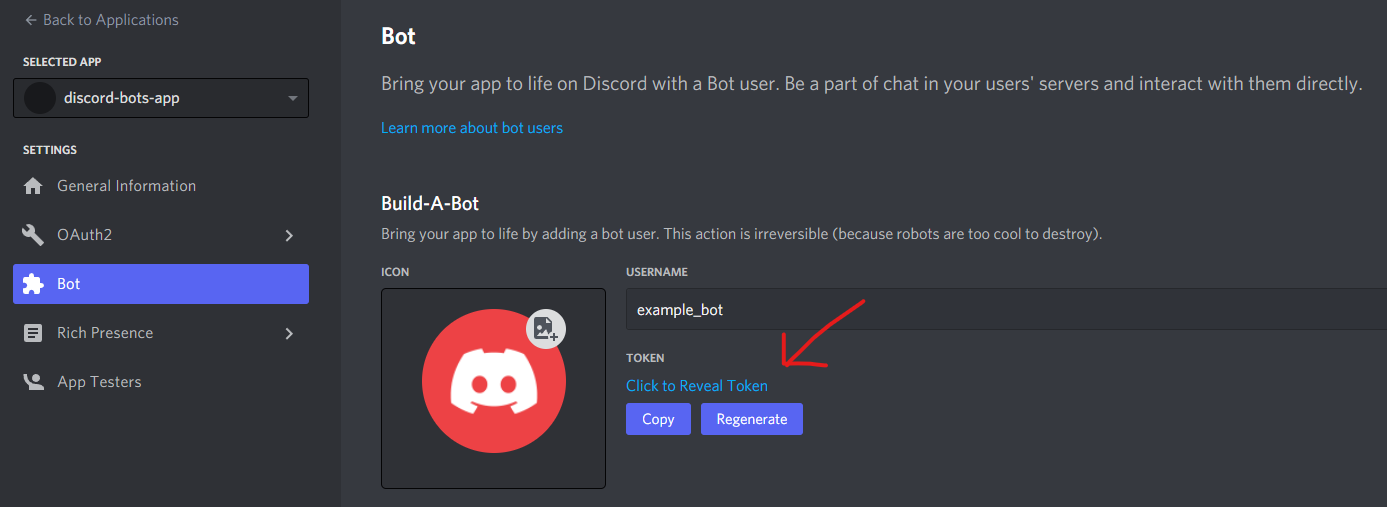 Back to Applications
SELECTED APP
discord-bots-app
SETTINGS
General Information
OAuth2
Bot
Rich Presence
App Testers
Bot
Bring your app to life on Discord with a Bot user. Be a part of chat in your users' servers and interact with them directly.
Learn more about bot users
Build-A-Bot
Bring your app to life by adding a bot user. This action is irreversible (because robots are too cool to destroy).
ICON
USERNAME
example_bot
TOKEN
Click to Reveal Token
Copy Regenerate